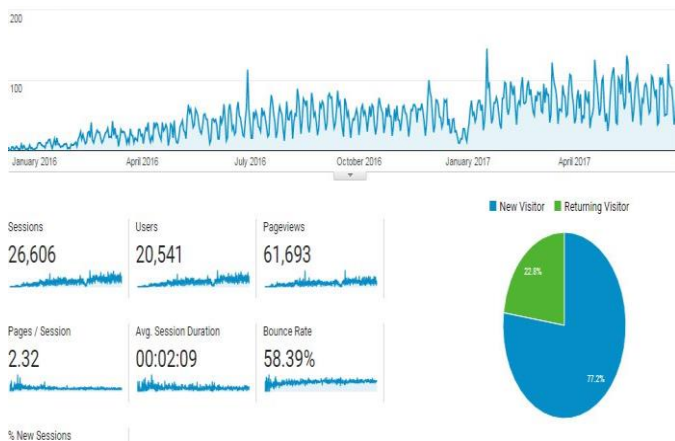 200
100
January 2016 April 2016 July 2016 October 2016 January 2017 April 2017
New Visitor Returning Visitor
Sessions Users Pageviews
26,606 20,541 61,693
22.8%
Pages / Session Avg. Session Duration Bounce Rate
2.32 00:02:09 58.39%
77.2%
% New Sessions